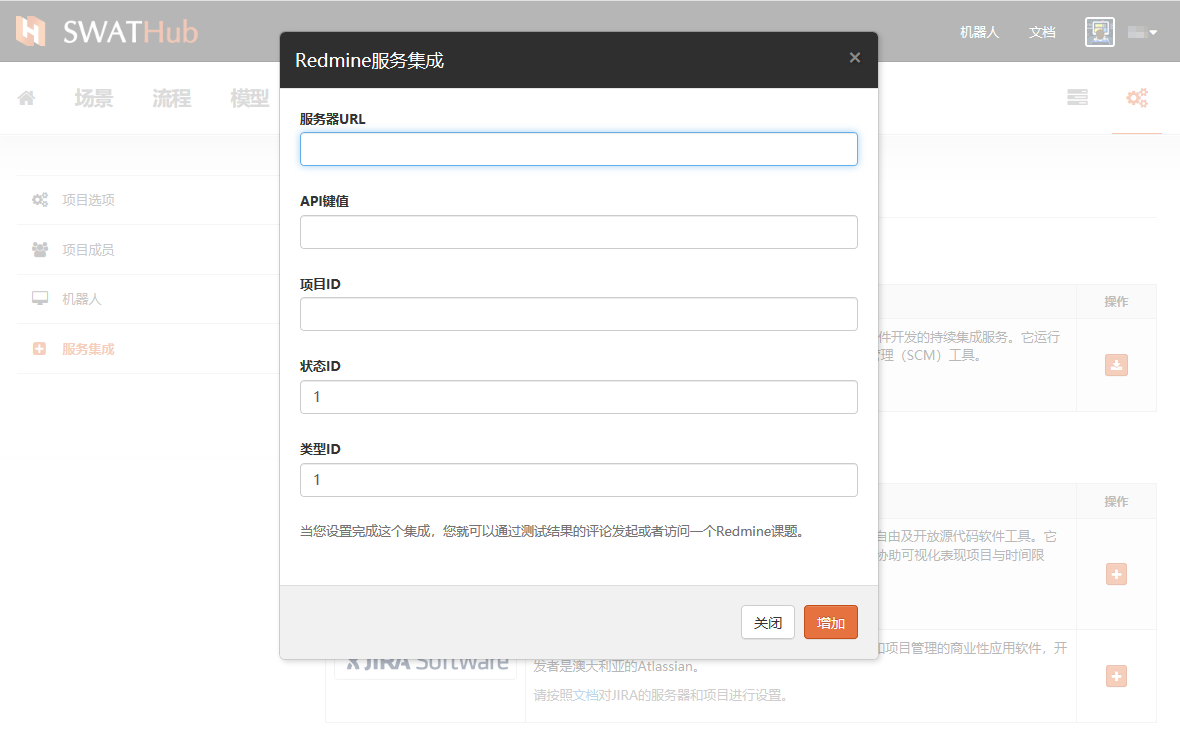 SWATHub
机器人
文档
Redmine服务集成
×
场景
流程
模型
服务器URL
API键值
项目选项
项目成员
机器人
服务集成
项目ID
状态ID
1
类型ID
1
当您设置完成这个集成，您就可以通过测试结果的评论发起或者访问一个Redmine课题。
关闭
增加
操作
件开发的持续集成服务。它运行
理（SCM）工具。
操作
自由及开放源代码软件工具。它
协助可视化表现项目与时间限
和项目管理的商业性应用软件，开
JIRA Software
发者是澳大利亚的Atlassian。
请按照文档对JIRA的服务器和项目进行设置。